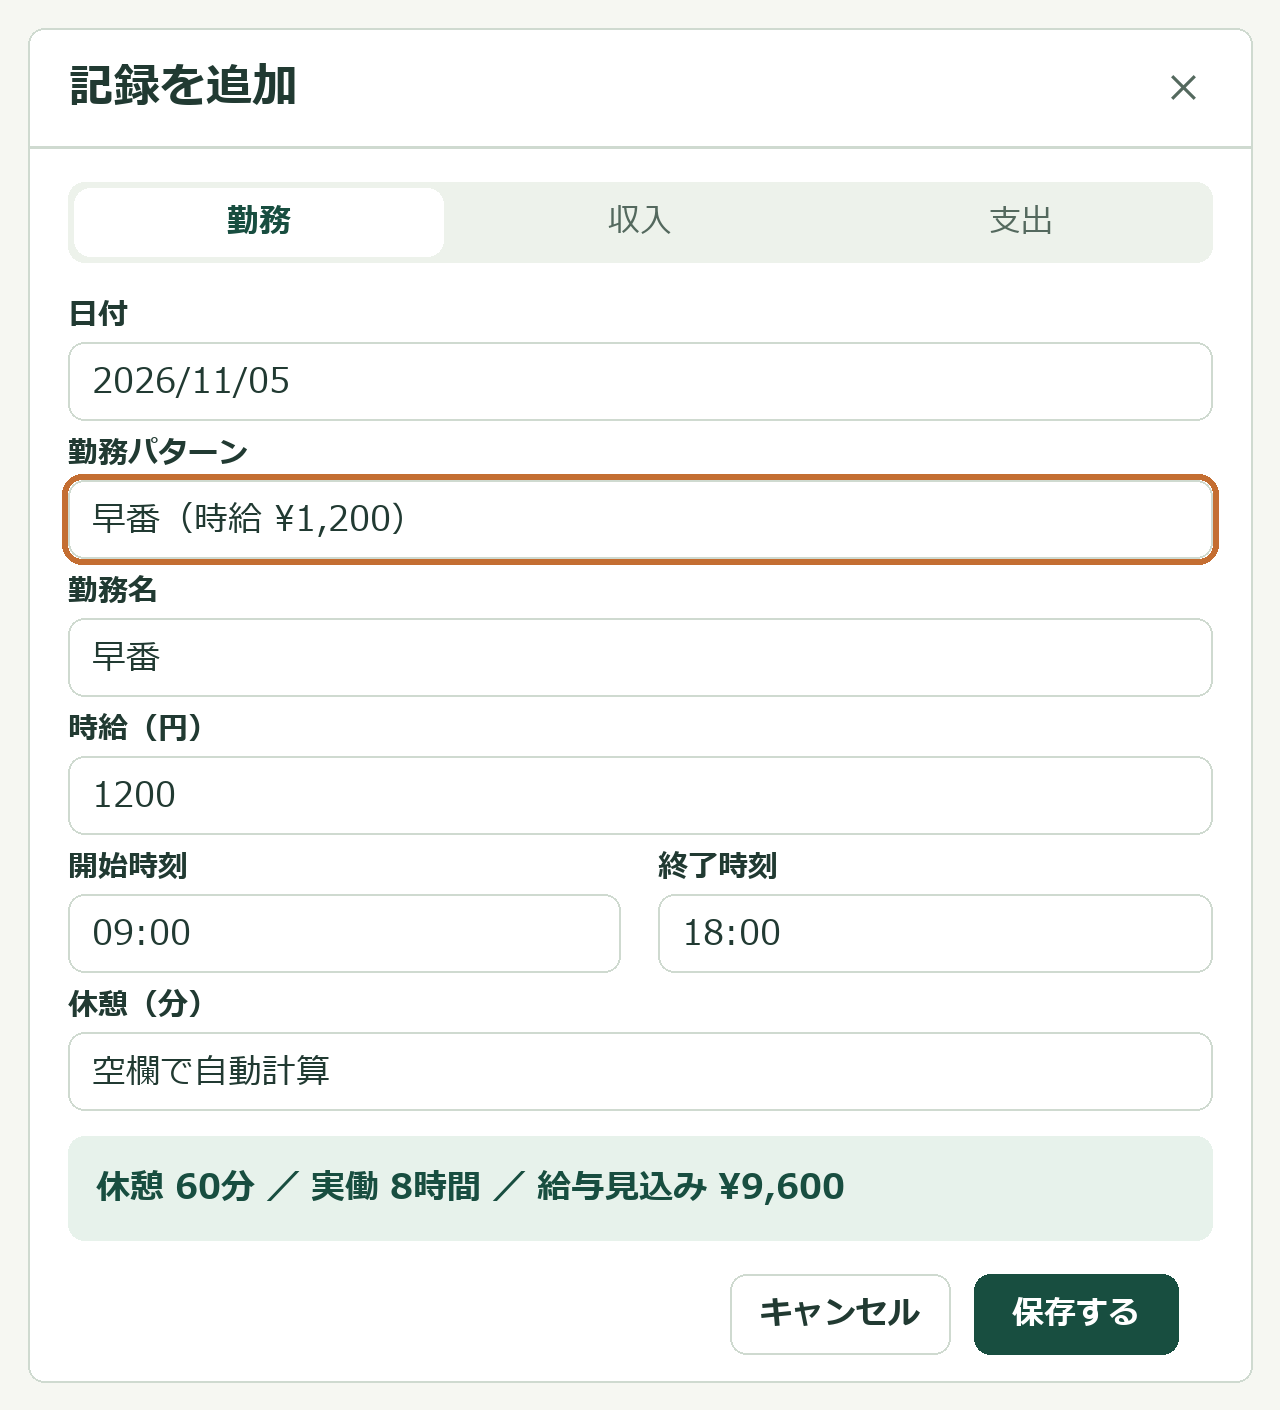 記録を追加
勤務 収入 支出
日付
2026/11/05
勤務パターン
早番（時給 ¥1,200）
勤務名
早番
時給（円）
1200
開始時刻 終了時刻
09:00 18:00
休憩（分）
空欄で自動計算
休憩 60分 ／ 実働 8時間 ／ 給与見込み ¥9,600
キャンセル 保存する